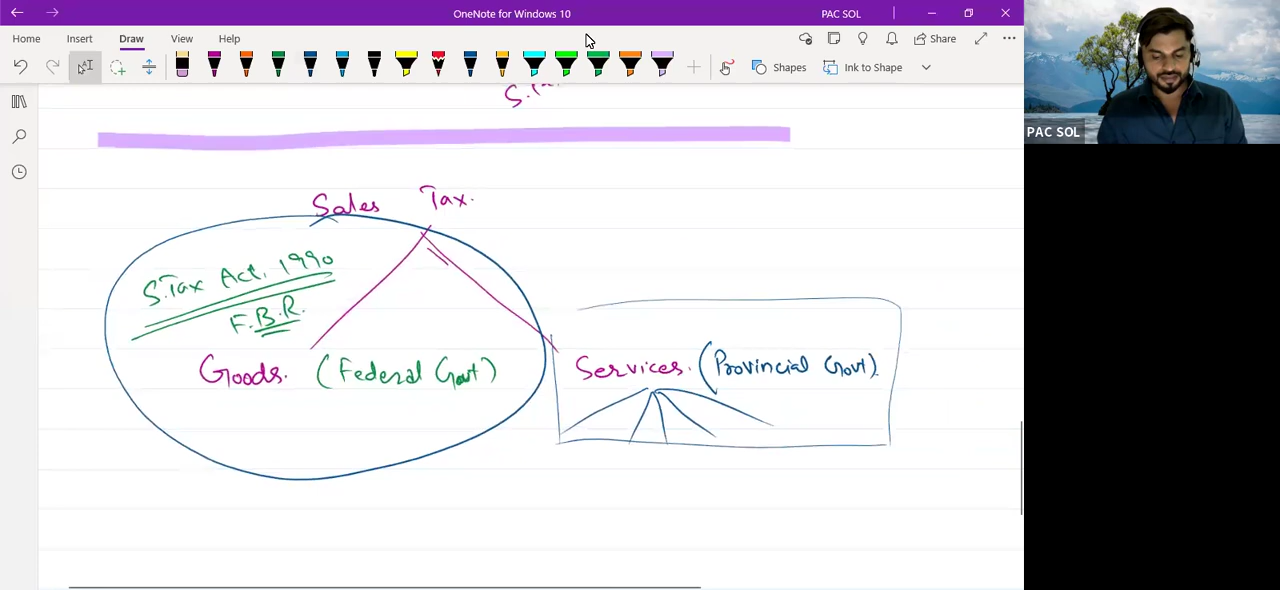 OneNote for Windows 10
PAC SOL
Home
Insert
Draw
View
Help
Share
Shapes
Ink to Shape
PAC SOL
Sales Tax.
S.Tax Act, 1990
F.B.R.
Goods. (Federal Govt)
Services. (Provincial Govt)